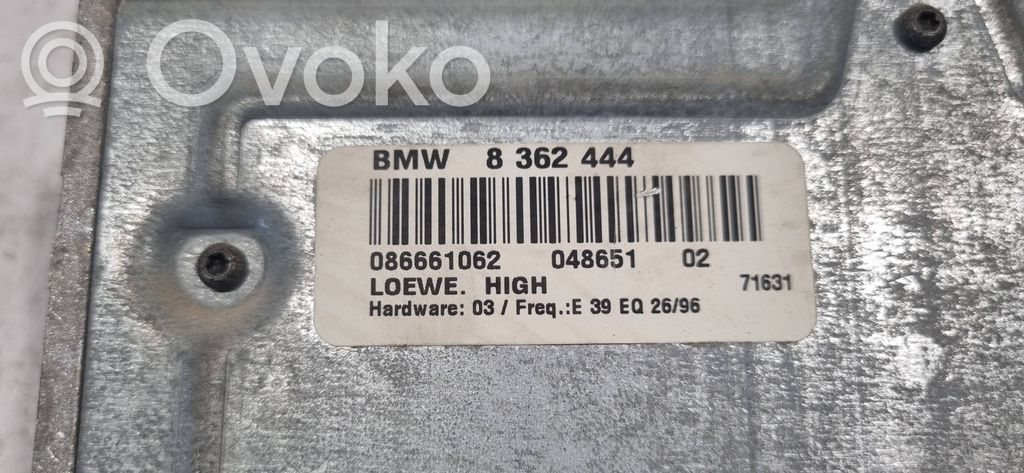 Ovoko
BMW 8 362 444
086661062 048651 02
LOEWE. HIGH 71631
Hardware: 03 / Freq.:E 39 EQ 26/96